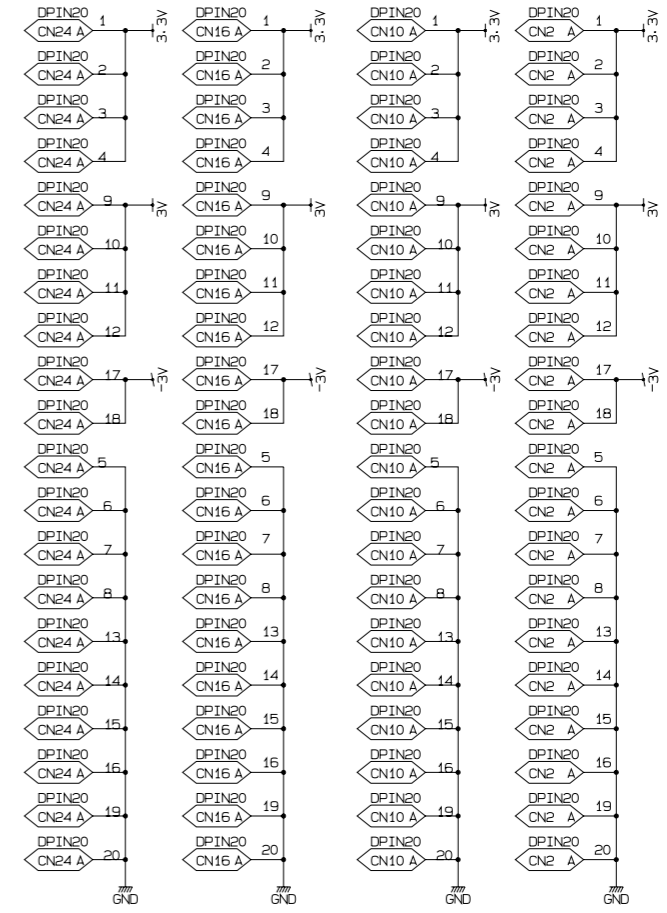 DPIN20 DPIN20 DPIN20 DPIN20
CN24 A 1 3.3V CN16 A 1 3.3V CN10 A 1 3.3V CN2 A 1 3.3V
DPIN20 DPIN20 DPIN20 DPIN20
CN24 A 2 CN16 A 2 CN10 A 2 CN2 A 2
DPIN20 DPIN20 DPIN20 DPIN20
CN24 A 3 CN16 A 3 CN10 A 3 CN2 A 3
DPIN20 DPIN20 DPIN20 DPIN20
CN24 A 4 CN16 A 4 CN10 A 4 CN2 A 4
DPIN20 DPIN20 DPIN20 DPIN20
CN24 A 9 3V CN16 A 9 3V CN10 A 9 3V CN2 A 9 3V
DPIN20 DPIN20 DPIN20 DPIN20
CN24 A 10 CN16 A 10 CN10 A 10 CN2 A 10
DPIN20 DPIN20 DPIN20 DPIN20
CN24 A 11 CN16 A 11 CN10 A 11 CN2 A 11
DPIN20 DPIN20 DPIN20 DPIN20
CN24 A 12 CN16 A 12 CN10 A 12 CN2 A 12
DPIN20 DPIN20 DPIN20 DPIN20
CN24 A 17 -3V CN16 A 17 -3V CN10 A 17 -3V CN2 A 17 -3V
DPIN20 DPIN20 DPIN20 DPIN20
CN24 A 18 CN16 A 18 CN10 A 18 CN2 A 18
DPIN20 DPIN20 DPIN20 DPIN20
CN24 A 5 CN16 A 5 CN10 A 5 CN2 A 5
DPIN20 DPIN20 DPIN20 DPIN20
CN24 A 6 CN16 A 6 CN10 A 6 CN2 A 6
DPIN20 DPIN20 DPIN20 DPIN20
CN24 A 7 CN16 A 7 CN10 A 7 CN2 A 7
DPIN20 DPIN20 DPIN20 DPIN20
CN24 A 8 CN16 A 8 CN10 A 8 CN2 A 8
DPIN20 DPIN20 DPIN20 DPIN20
CN24 A 13 CN16 A 13 CN10 A 13 CN2 A 13
DPIN20 DPIN20 DPIN20 DPIN20
CN24 A 14 CN16 A 14 CN10 A 14 CN2 A 14
DPIN20 DPIN20 DPIN20 DPIN20
CN24 A 15 CN16 A 15 CN10 A 15 CN2 A 15
DPIN20 DPIN20 DPIN20 DPIN20
CN24 A 16 CN16 A 16 CN10 A 16 CN2 A 16
DPIN20 DPIN20 DPIN20 DPIN20
CN24 A 19 CN16 A 19 CN10 A 19 CN2 A 19
DPIN20 DPIN20 DPIN20 DPIN20
CN24 A 20 CN16 A 20 CN10 A 20 CN2 A 20
GND GND GND GND